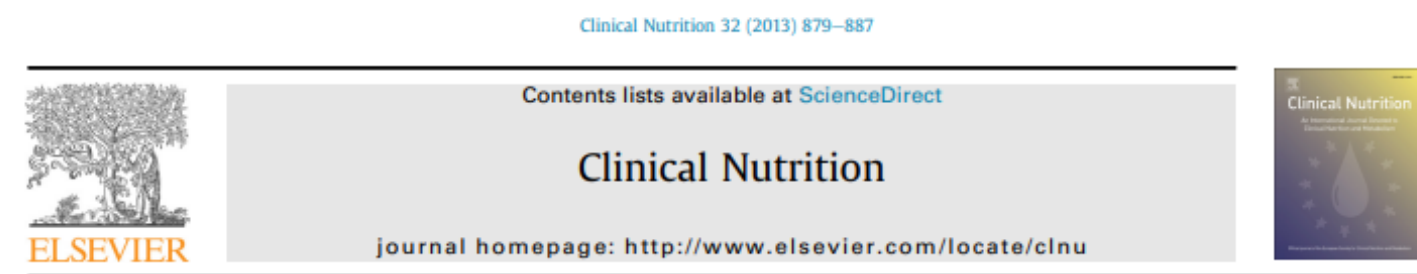 Clinical Nutrition 32 (2013) 879–887
Contents lists available at ScienceDirect
Clinical Nutrition
journal homepage: http://www.elsevier.com/locate/clnu
ELSEVIER
Clinical Nutrition